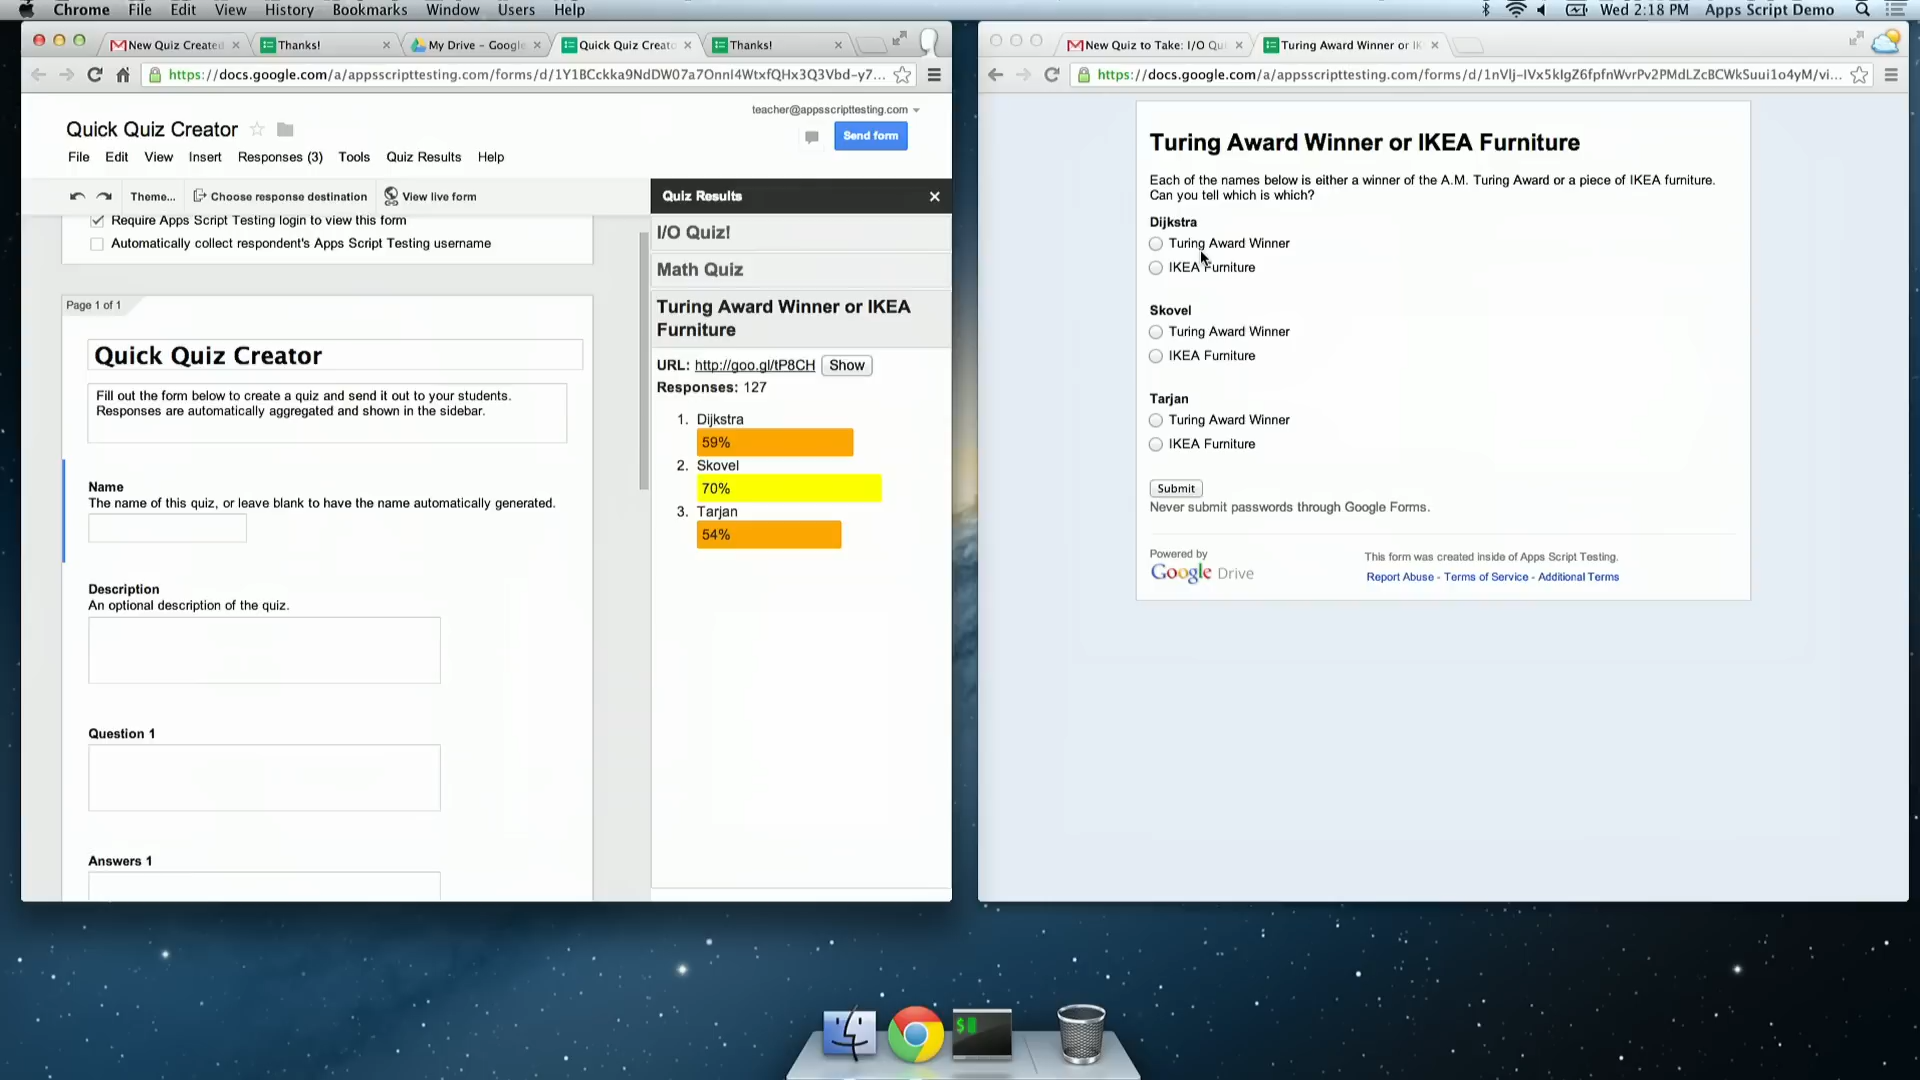 Chrome File Edit View History Bookmarks Window Users Help
Wed 2:18 PM Apps Script Demo
New Quiz Created
Thanks!
My Drive – Google
Quick Quiz Creato
Thanks!
https://docs.google.com/a/appsscripttesting.com/forms/d/1Y1BCckka9NdDW07a7Onnl4WtxfQHx3Q3Vbd-y7...
teacher@appsscripttesting.com
Quick Quiz Creator
Send form
File Edit View Insert Responses (3) Tools Quiz Results Help
Theme... Choose response destination View live form
Require Apps Script Testing login to view this form
Automatically collect respondent's Apps Script Testing username
Page 1 of 1
Quick Quiz Creator
Fill out the form below to create a quiz and send it out to your students.
Responses are automatically aggregated and shown in the sidebar.
Name
The name of this quiz, or leave blank to have the name automatically generated.
Description
An optional description of the quiz.
Question 1
Answers 1
Quiz Results
I/O Quiz!
Math Quiz
Turing Award Winner or IKEA
Furniture
URL: http://goo.gl/tP8CH Show
Responses: 127
1. Dijkstra
59%
2. Skovel
70%
3. Tarjan
54%
New Quiz to Take: I/O Qu
Turing Award Winner or IK
https://docs.google.com/a/appsscripttesting.com/forms/d/1nVlj-IVx5kIgZ6fpfnWvrPv2PMdLZcBCWkSuui1o4yM/vi...
Turing Award Winner or IKEA Furniture
Each of the names below is either a winner of the A.M. Turing Award or a piece of IKEA furniture.
Can you tell which is which?
Dijkstra
Turing Award Winner
IKEA Furniture
Skovel
Turing Award Winner
IKEA Furniture
Tarjan
Turing Award Winner
IKEA Furniture
Submit
Never submit passwords through Google Forms.
Powered by
Google Drive
This form was created inside of Apps Script Testing.
Report Abuse - Terms of Service - Additional Terms
$